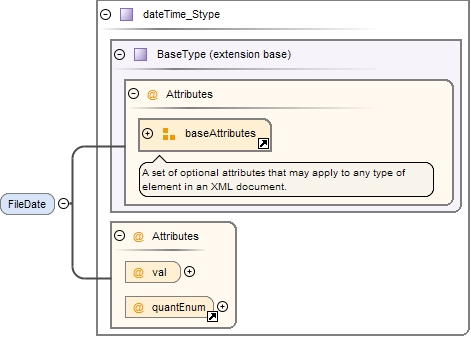 dateTime_Stype
BaseType (extension base)
@ Attributes
baseAttributes
A set of optional attributes that may apply to any type of
element in an XML document.
FileDate
@ Attributes
@ val
@ quantEnum